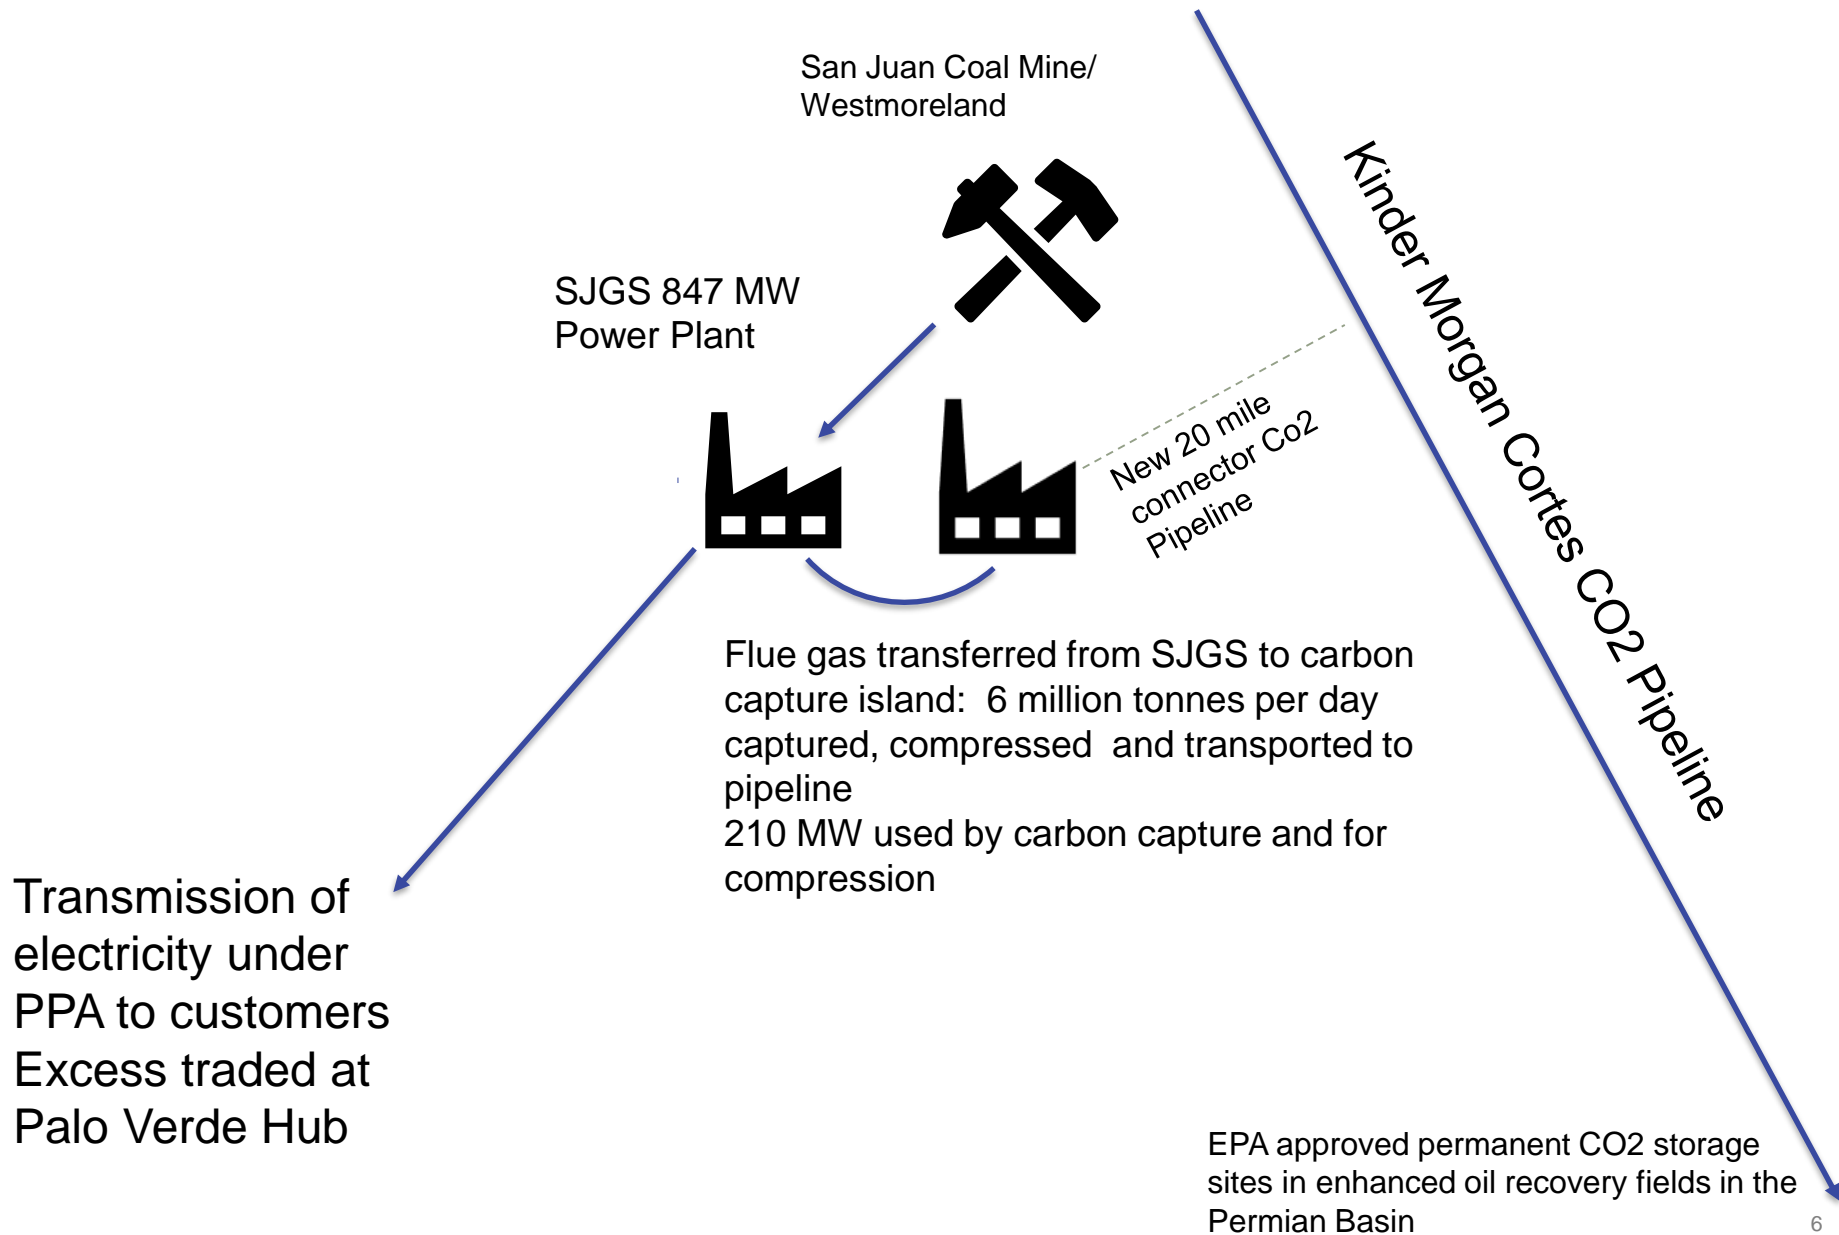 San Juan Coal Mine/
Westmoreland
SJGS 847 MW
Power Plant
Kinder Morgan Cortes CO2 Pipeline
New 20 mile
connector Co2
Pipeline
Flue gas transferred from SJGS to carbon
capture island:  6 million tonnes per day
captured, compressed  and transported to
pipeline
210 MW used by carbon capture and for
compression
Transmission of
electricity under
PPA to customers
Excess traded at
Palo Verde Hub
EPA approved permanent CO2 storage
sites in enhanced oil recovery fields in the
Permian Basin
6